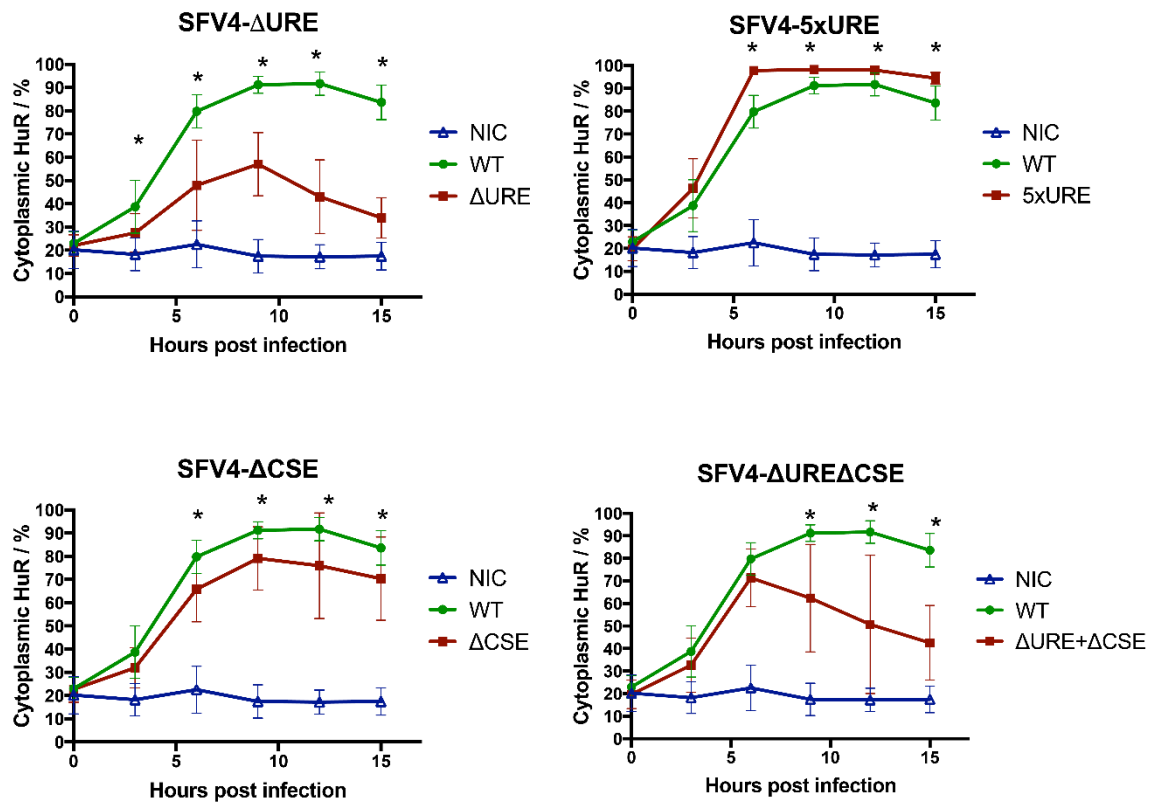 SFV4-ΔURE
Cytoplasmic HuR / %
100
90
80
70
60
50
40
30
20
10
0
* * * * *
NIC
WT
ΔURE
0 5 10 15
Hours post infection
SFV4-5xURE
Cytoplasmic HuR / %
100
90
80
70
60
50
40
30
20
10
0
* * * *
NIC
WT
5xURE
0 5 10 15
Hours post infection
SFV4-ΔCSE
Cytoplasmic HuR / %
100
90
80
70
60
50
40
30
20
10
0
* * * *
NIC
WT
ΔCSE
0 5 10 15
Hours post infection
SFV4-ΔUREΔCSE
Cytoplasmic HuR / %
100
90
80
70
60
50
40
30
20
10
0
* * *
NIC
WT
ΔURE+ΔCSE
0 5 10 15
Hours post infection